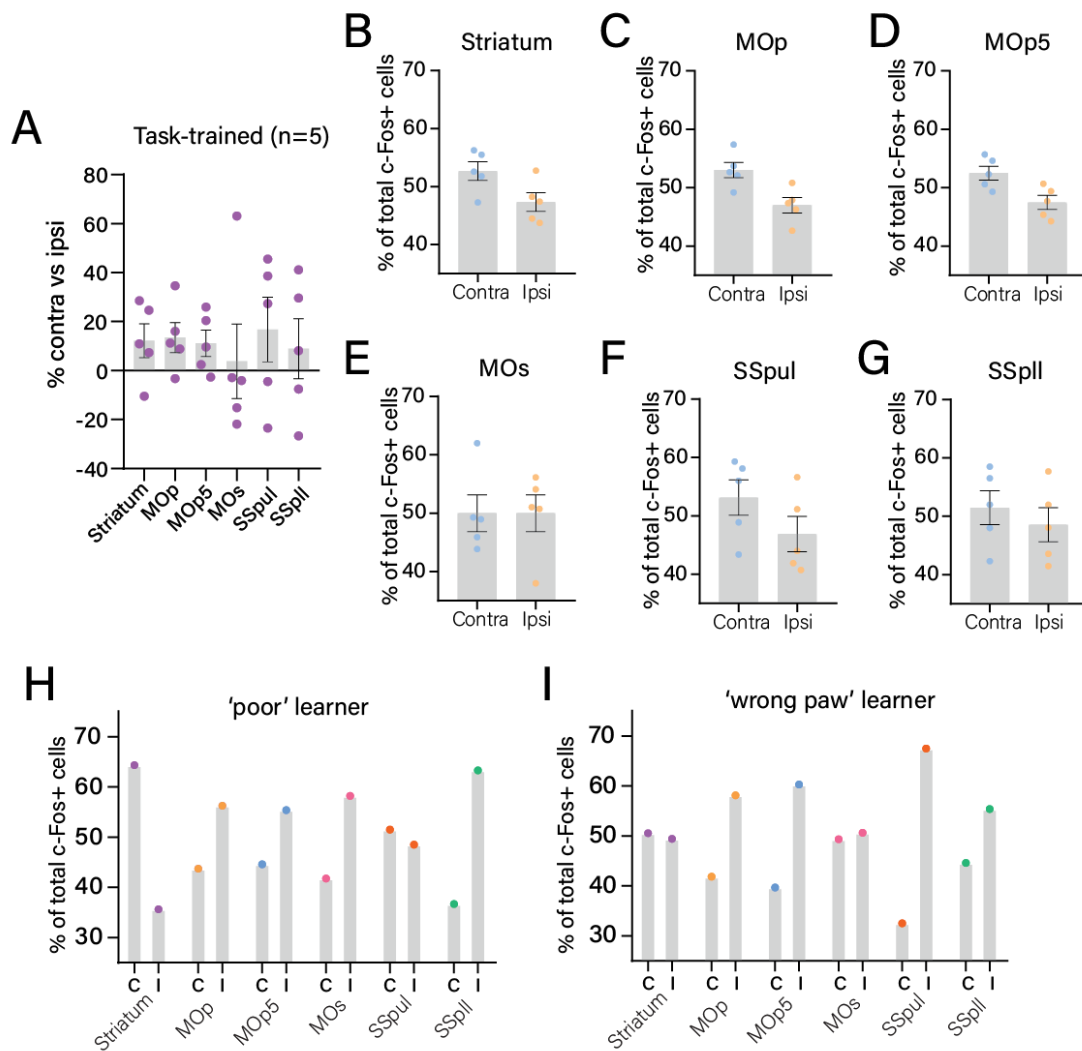 A
Task-trained (n=5)
% contra vs ipsi
80
60
40
20
0
-20
-40
Striatum
MOp
MOp5
MOs
SSpul
SSpll
B
Striatum
% of total c-Fos+ cells
70
60
50
40
Contra
Ipsi
C
MOp
% of total c-Fos+ cells
70
60
50
40
Contra
Ipsi
D
MOp5
% of total c-Fos+ cells
70
60
50
40
Contra
Ipsi
E
MOs
% of total c-Fos+ cells
70
60
50
40
Contra
Ipsi
F
SSpul
% of total c-Fos+ cells
70
60
50
40
Contra
Ipsi
G
SSpll
% of total c-Fos+ cells
70
60
50
40
Contra
Ipsi
H
‘poor’ learner
% of total c-Fos+ cells
70
60
50
40
30
C I C I C I C I C I C I
Striatum
MOp
MOp5
MOs
SSpul
SSpll
I
‘wrong paw’ learner
% of total c-Fos+ cells
70
60
50
40
30
C I C I C I C I C I C I
Striatum
MOp
MOp5
MOs
SSpul
SSpll